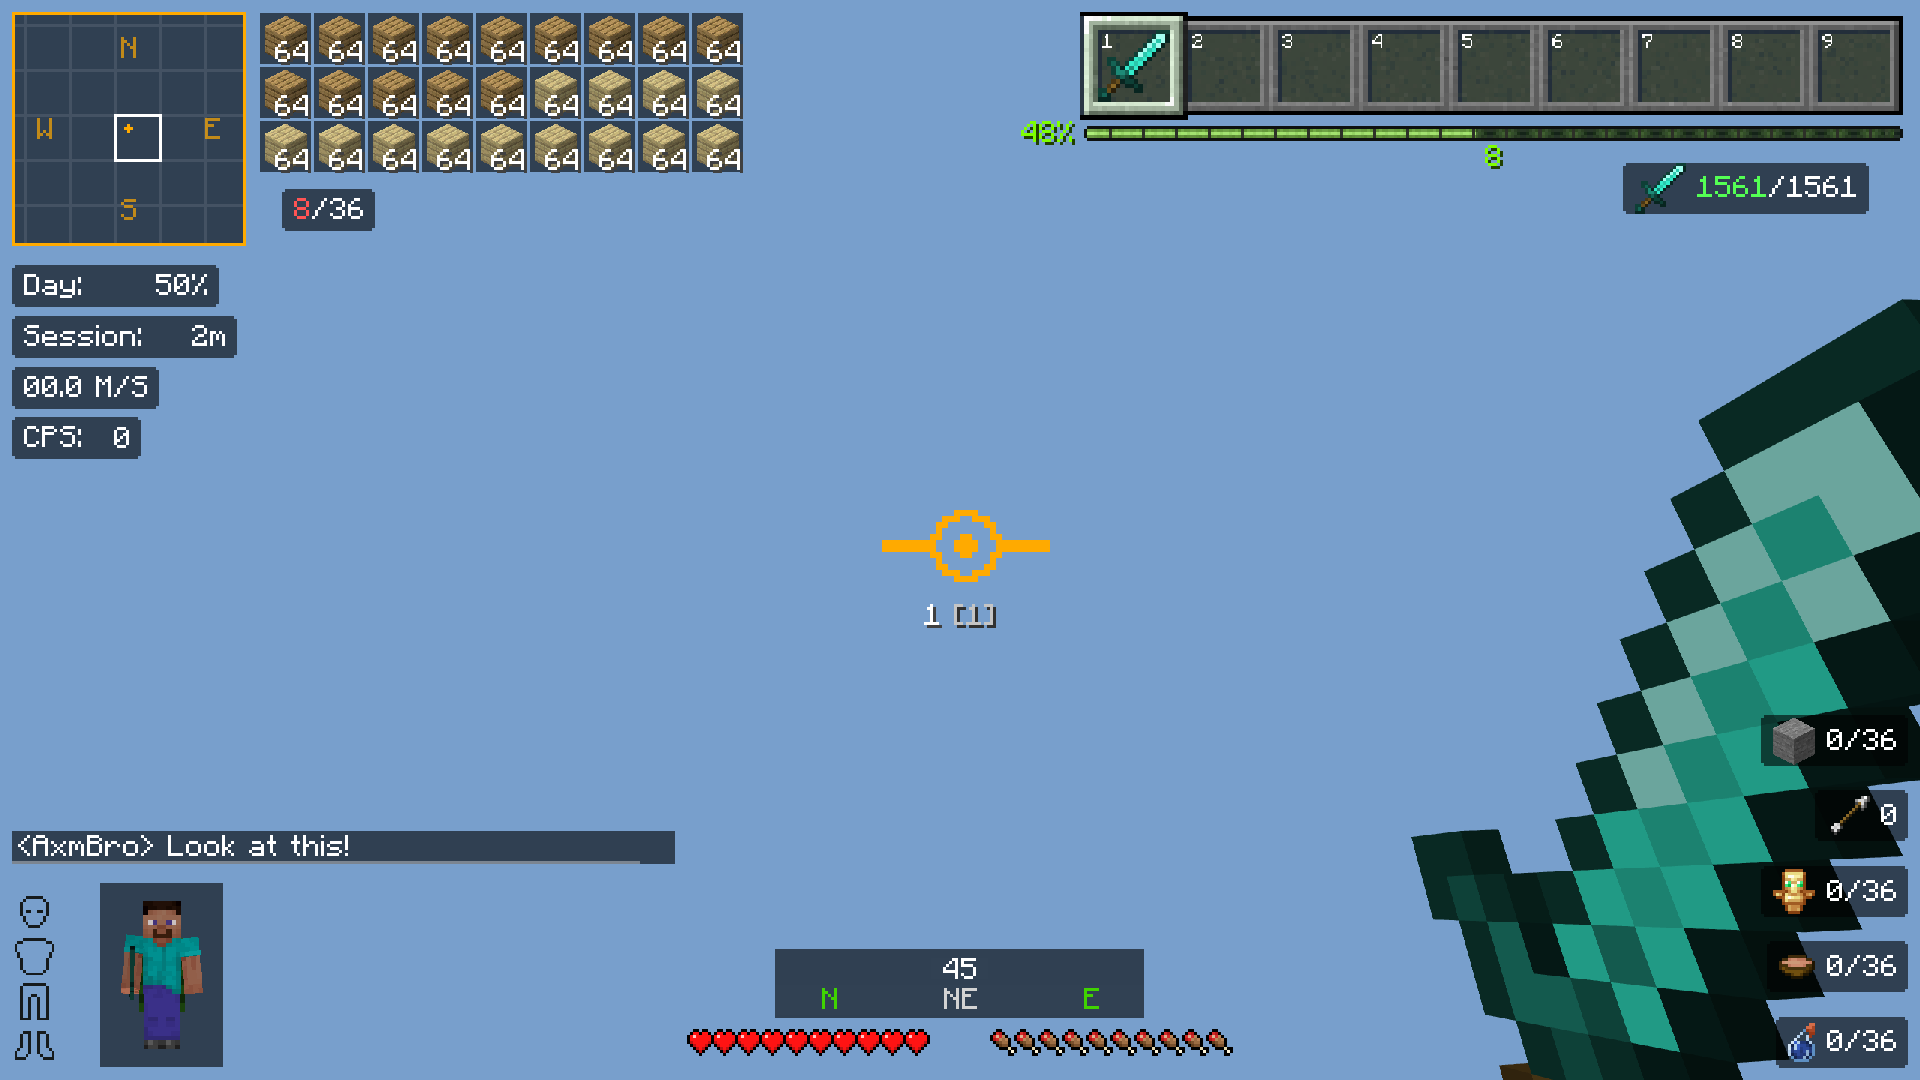 N
W E
S
64 64 64 64 64 64 64 64 64
64 64 64 64 64 64 64 64 64
64 64 64 64 64 64 64 64 64
8/36
1 2 3 4 5 6 7 8 9
48%
8
1561/1561
Day: 50%
Session: 2m
00.0 M/S
CPS: 0
1 [1]
0/36
0
0/36
0/36
0/36
<AxmBro> Look at this!
45
N NE E